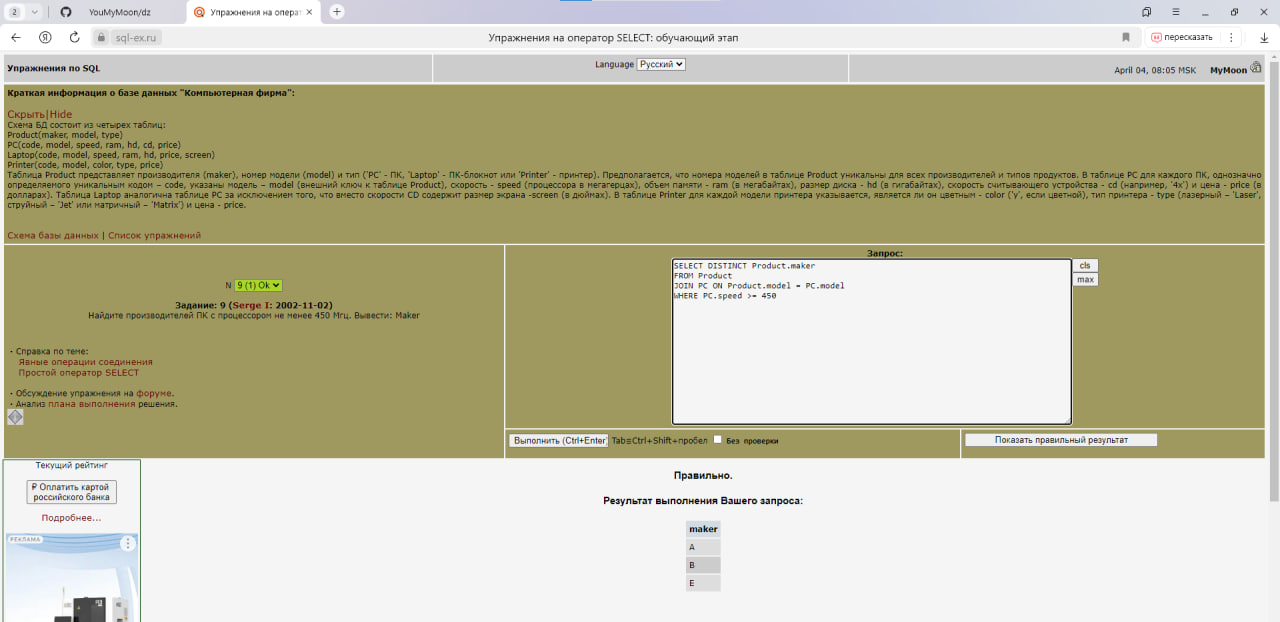 2
YouMyMoon/dz
Упражнения на операт
sql-ex.ru
Упражнения на оператор SELECT: обучающий этап
пересказать
Упражнения по SQL
Language Русский
April 04, 08:05 MSK MyMoon
Краткая информация о базе данных "Компьютерная фирма":
Скрыть|Hide
Схема БД состоит из четырех таблиц:
Product(maker, model, type)
PC(code, model, speed, ram, hd, cd, price)
Laptop(code, model, speed, ram, hd, price, screen)
Printer(code, model, color, type, price)
Таблица Product представляет производителя (maker), номер модели (model) и тип ('PC' - ПК, 'Laptop' - ПК-блокнот или 'Printer' - принтер). Предполагается, что номера моделей в таблице Product уникальны для всех производителей и типов продуктов. В таблице PC для каждого ПК, однозначно
определяемого уникальным кодом – code, указаны модель – model (внешний ключ к таблице Product), скорость - speed (процессора в мегагерцах), объем памяти - ram (в мегабайтах), размер диска - hd (в гигабайтах), скорость считывающего устройства - cd (например, '4x') и цена - price (в
долларах). Таблица Laptop аналогична таблице PC за исключением того, что вместо скорости CD содержит размер экрана -screen (в дюймах). В таблице Printer для каждой модели принтера указывается, является ли он цветным - color ('y', если цветной), тип принтера - type (лазерный – 'Laser',
струйный – 'Jet' или матричный – 'Matrix') и цена - price.
Схема базы данных | Список упражнений
N 9 (1) Ok
Задание: 9 (Serge I: 2002-11-02)
Найдите производителей ПК с процессором не менее 450 Мгц. Вывести: Maker
· Справка по теме:
Явные операции соединения
Простой оператор SELECT
· Обсуждение упражнения на форуме.
· Анализ плана выполнения решения.
Запрос:
SELECT DISTINCT Product.maker
FROM Product
JOIN PC ON Product.model = PC.model
WHERE PC.speed >= 450
cls
max
Выполнить (Ctrl+Enter) Tab≡Ctrl+Shift+пробел Без проверки
Показать правильный результат
Текущий рейтинг
₽ Оплатить картой
российского банка
Подробнее...
РЕКЛАМА
Правильно.
Результат выполнения Вашего запроса:
maker
A
B
E